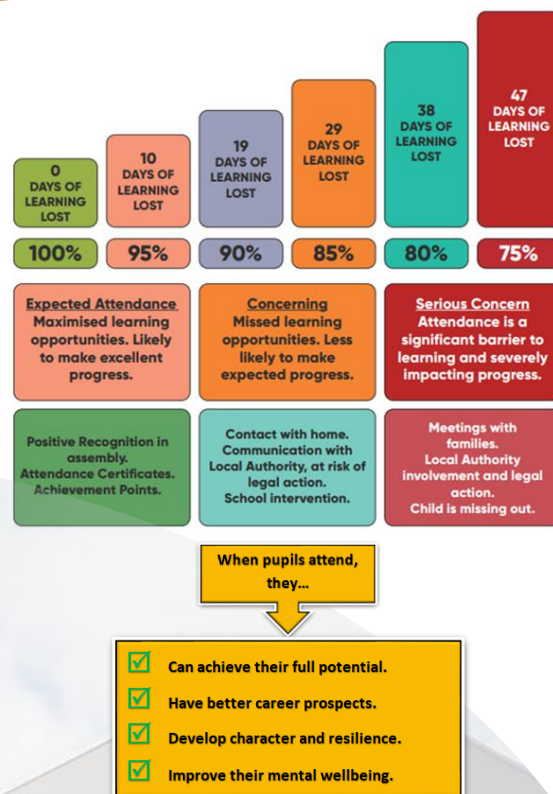 0
DAYS OF
LEARNING
LOST
10
DAYS OF
LEARNING
LOST
19
DAYS OF
LEARNING
LOST
29
DAYS OF
LEARNING
LOST
38
DAYS OF
LEARNING
LOST
47
DAYS OF
LEARNING
LOST
100%
95%
90%
85%
80%
75%
Expected Attendance
Maximised learning
opportunities. Likely
to make excellent
progress.
Concerning
Missed learning
opportunities. Less
likely to make
expected progress.
Serious Concern
Attendance is a
significant barrier to
learning and severely
impacting progress.
Positive Recognition in
assembly.
Attendance Certificates.
Achievement Points.
Contact with home.
Communication with
Local Authority, at risk of
legal action.
School intervention.
Meetings with
families.
Local Authority
involvement and legal
action.
Child is missing out.
When pupils attend,
they...
Can achieve their full potential.
Have better career prospects.
Develop character and resilience.
Improve their mental wellbeing.